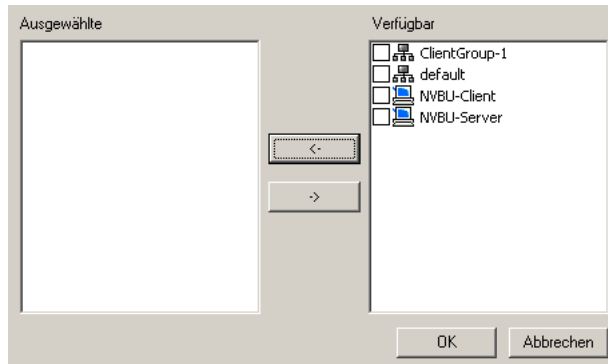 Ausgewählte
Verfügbar
ClientGroup-1
default
NVBU-Client
NVBU-Server
<-
->
OK
Abbrechen